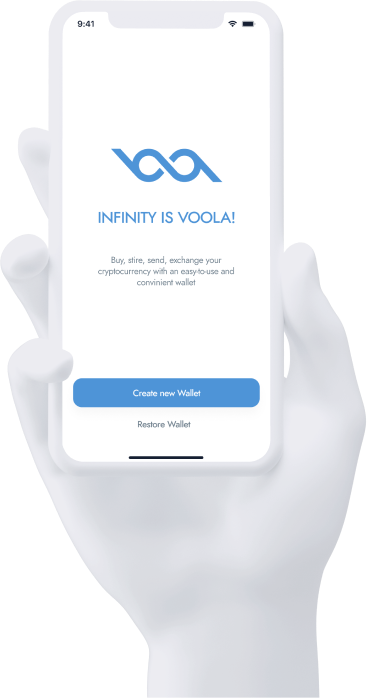 9:41
INFINITY IS VOOLA!
Buy, stire, send, exchange your
cryptocurrency with an easy-to-use and
convinient wallet
Create new Wallet
Restore Wallet